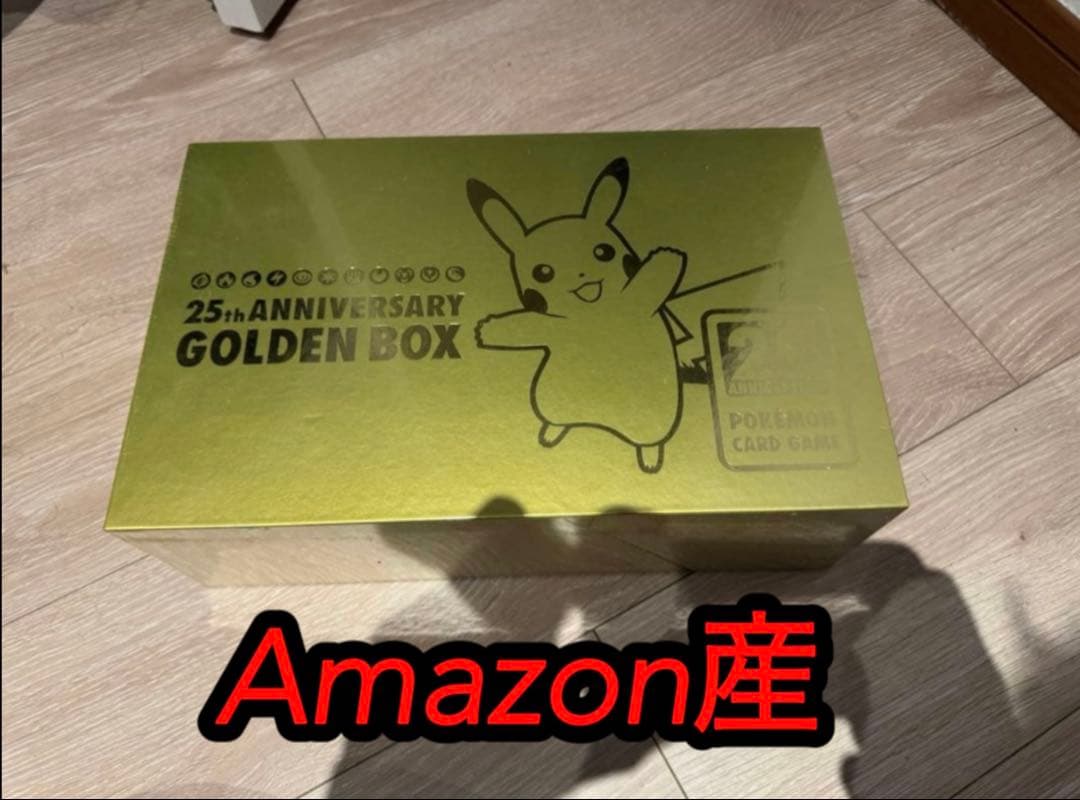 25th ANNIVERSARY
GOLDEN BOX
POKÉMON
CARD GAME
Amazon産